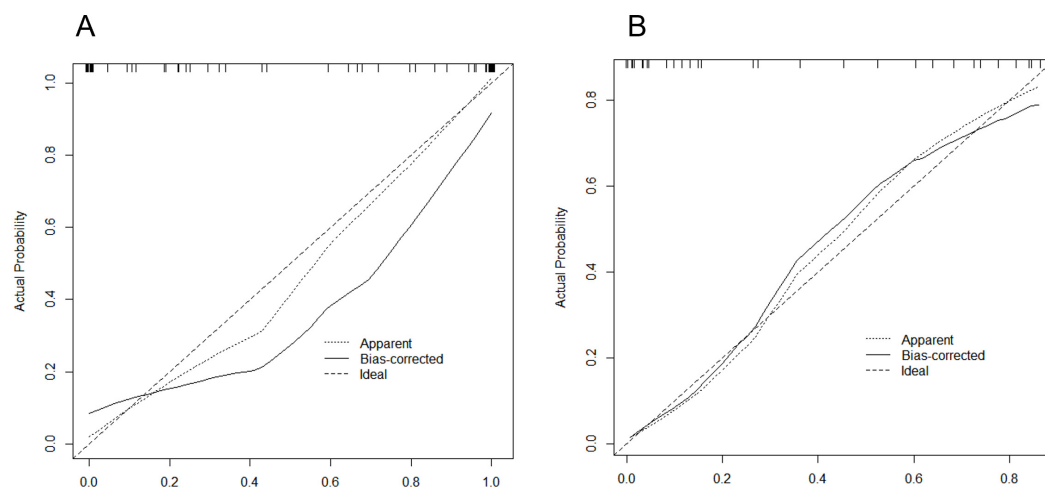 A
Actual Probability
1.0
0.8
0.6
0.4
0.2
0.0
Apparent
Bias-corrected
Ideal
0.0 0.2 0.4 0.6 0.8 1.0
B
Actual Probability
0.8
0.6
0.4
0.2
0.0
Apparent
Bias-corrected
Ideal
0.0 0.2 0.4 0.6 0.8